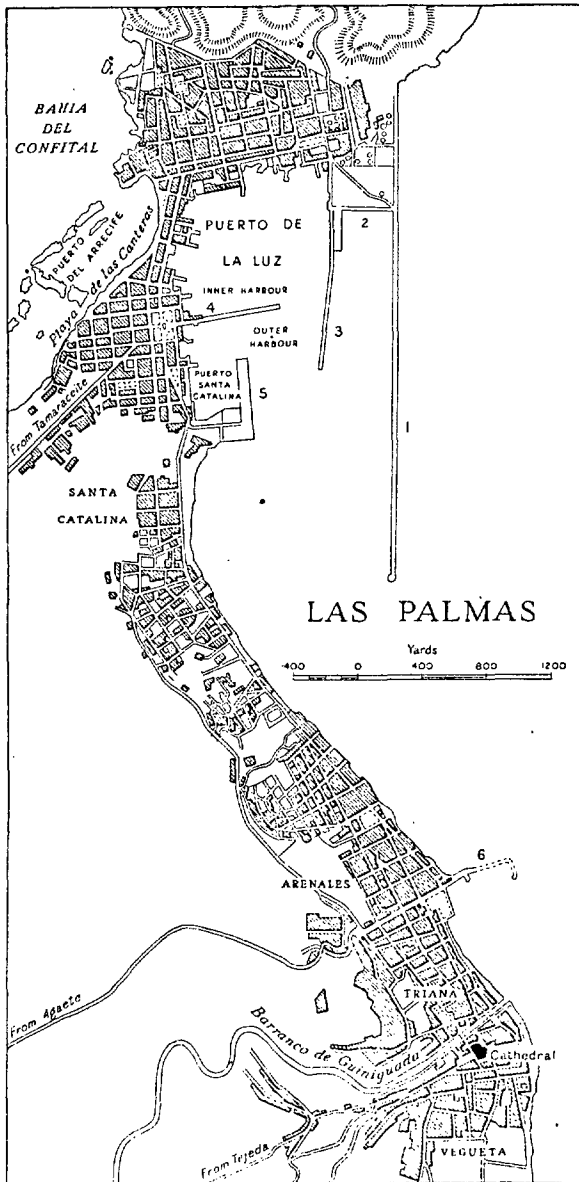 BAHIA
DEL
CONFITAL
PUERTO DEL ARRECIFE
Playa de las Canteras
PUERTO DE
LA LUZ
INNER HARBOUR
4
OUTER
HARBOUR
2
3
PUERTO
SANTA
CATALINA
5
1
From Tamaraceite
SANTA
CATALINA
LAS PALMAS
Yards
400 0 400 800 1200
6
ARENALES
From Agaete
TRIANA
Barranco de Guiniguada
Cathedral
From Tejeda
VEGUETA